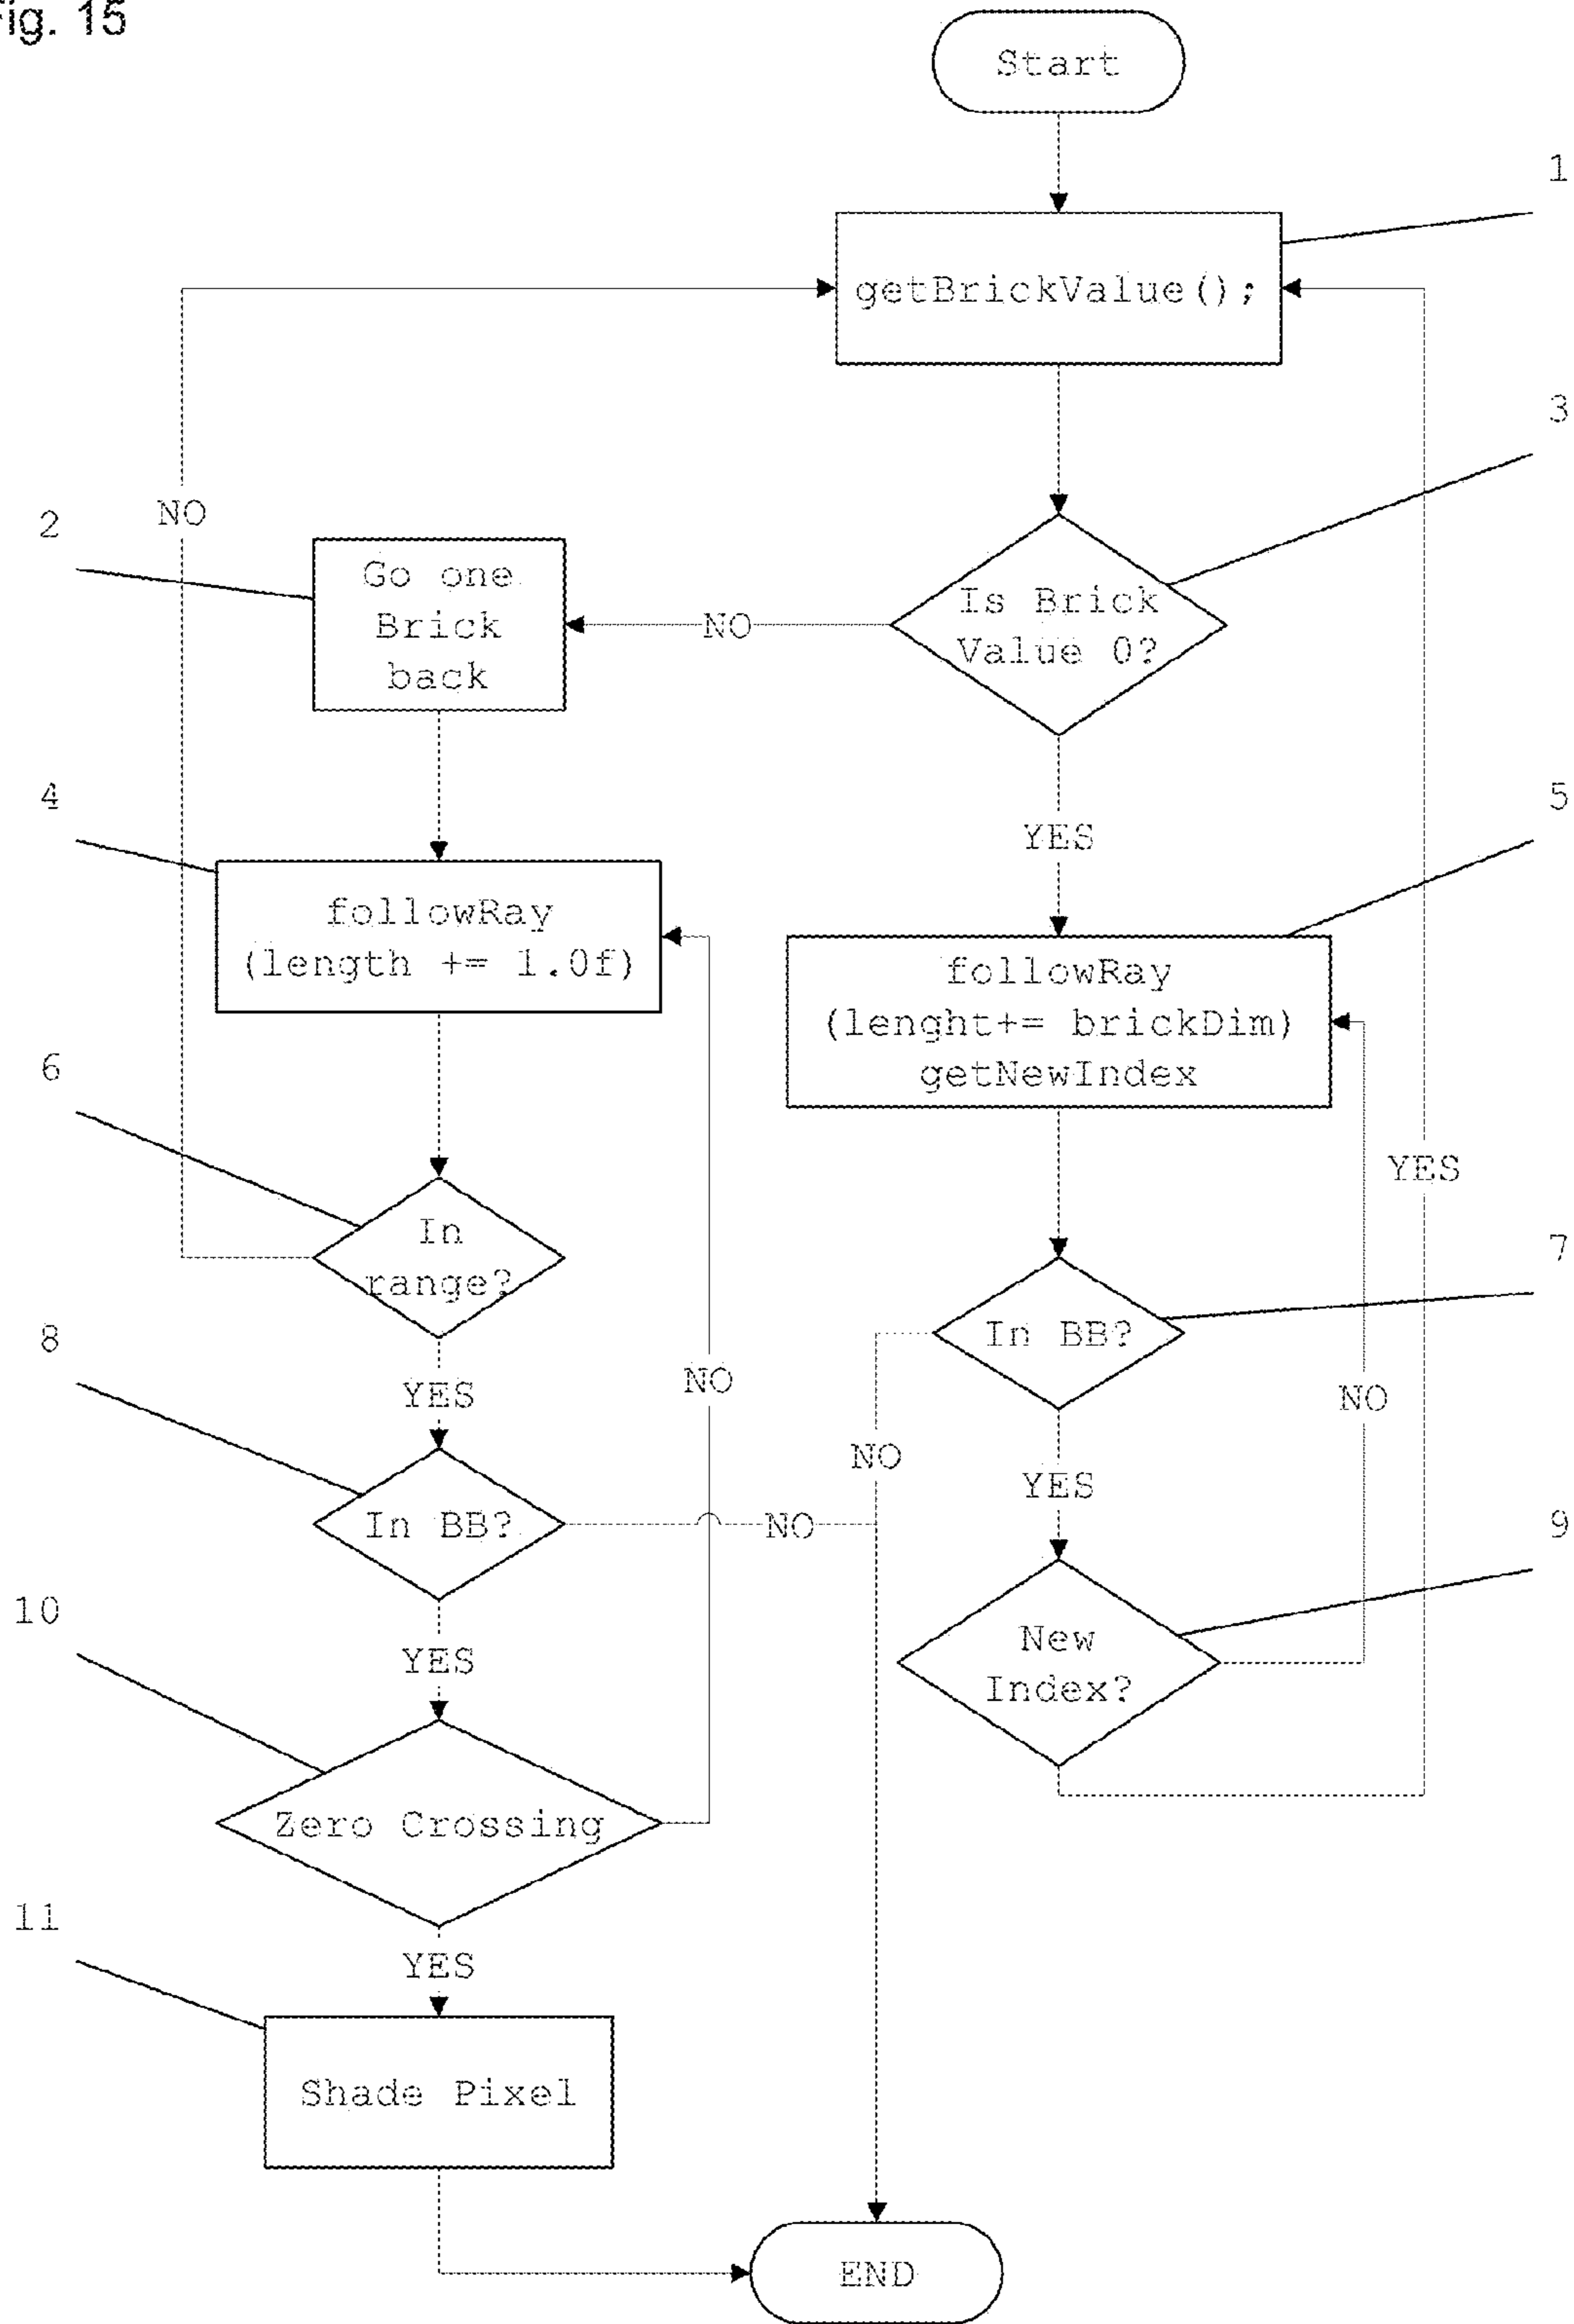 Fig. 15
Start
1
getBrickValue();
3
NO
2
Go one
Brick
back
NO
Is Brick
Value 0?
4
YES
5
followRay
(length += 1.0f)
followRay
(lenght+= brickDim)
getNewIndex
6
YES
In
range?
7
In BB?
8
NO
YES
NO
NO
YES
In BB?
NO
9
10
YES
New
Index?
Zero Crossing
11
YES
Shade Pixel
END